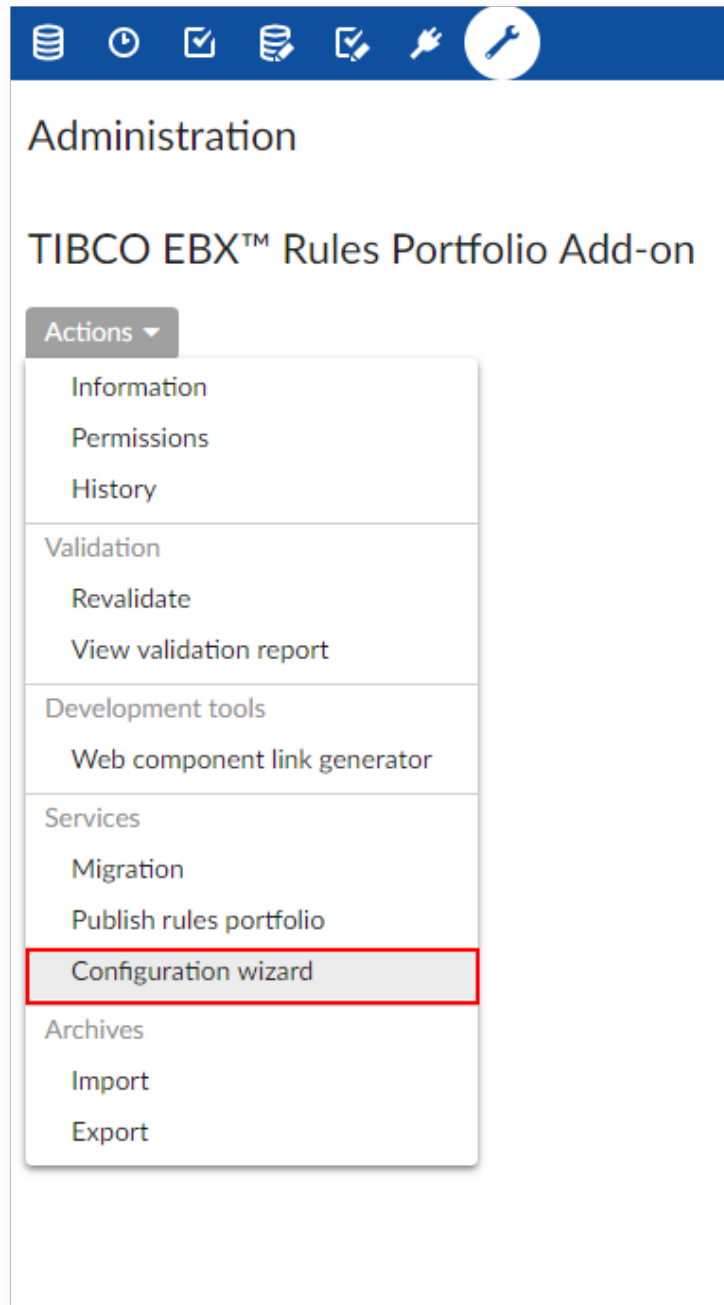 Administration
TIBCO EBX™ Rules Portfolio Add-on
Actions
Information
Permissions
History
Validation
Revalidate
View validation report
Development tools
Web component link generator
Services
Migration
Publish rules portfolio
Configuration wizard
Archives
Import
Export